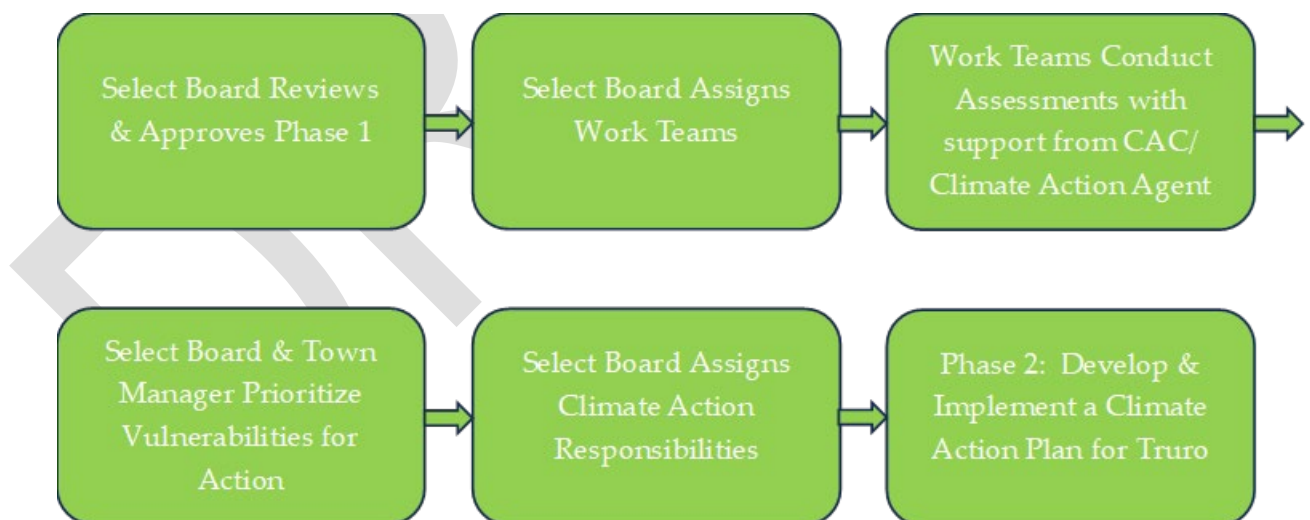 Select Board Reviews
& Approves Phase 1
Select Board Assigns
Work Teams
Work Teams Conduct
Assessments with
support from CAC/
Climate Action Agent
Select Board & Town
Manager Prioritize
Vulnerabilities for
Action
Select Board Assigns
Climate Action
Responsibilities
Phase 2:  Develop &
Implement a Climate
Action Plan for Truro